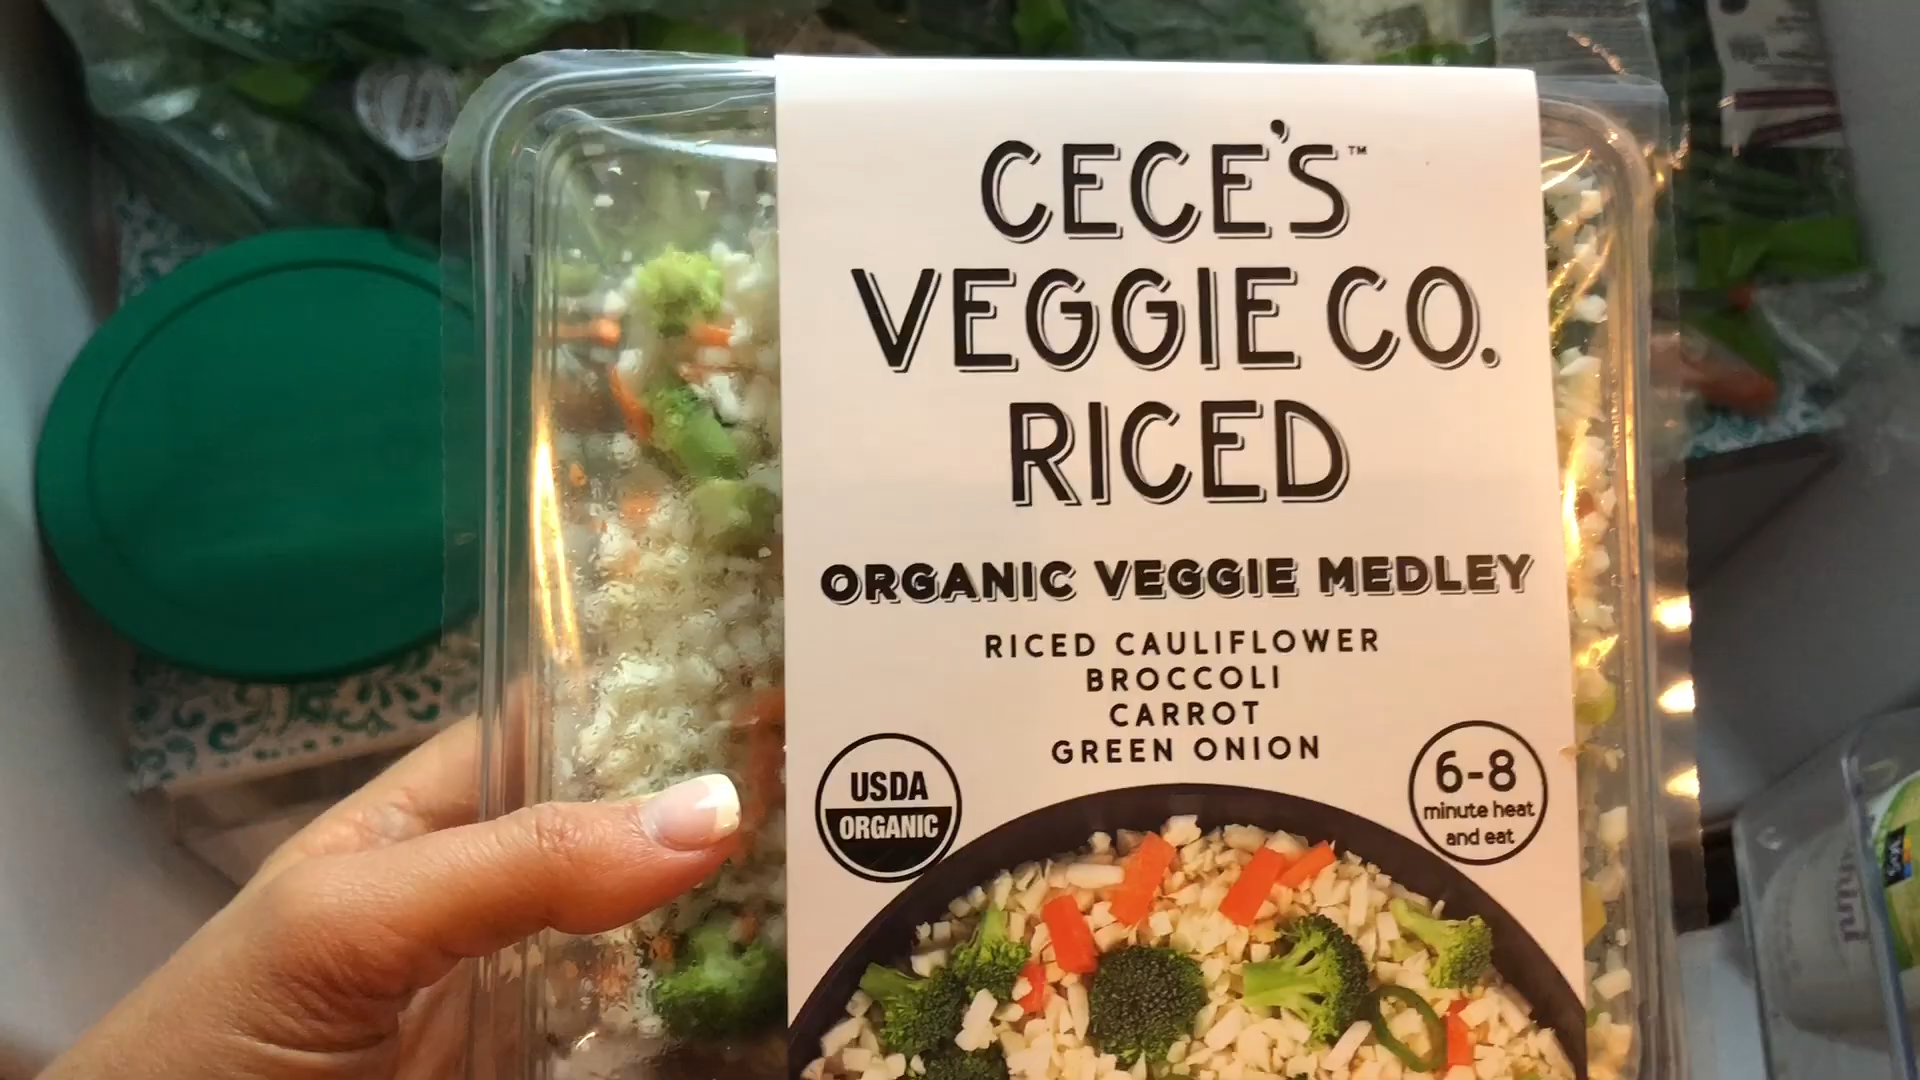 CECE'S™
VEGGIE CO.
RICED
ORGANIC VEGGIE MEDLEY
RICED CAULIFLOWER
BROCCOLI
CARROT
GREEN ONION
USDA
ORGANIC
6-8
minute heat
and eat